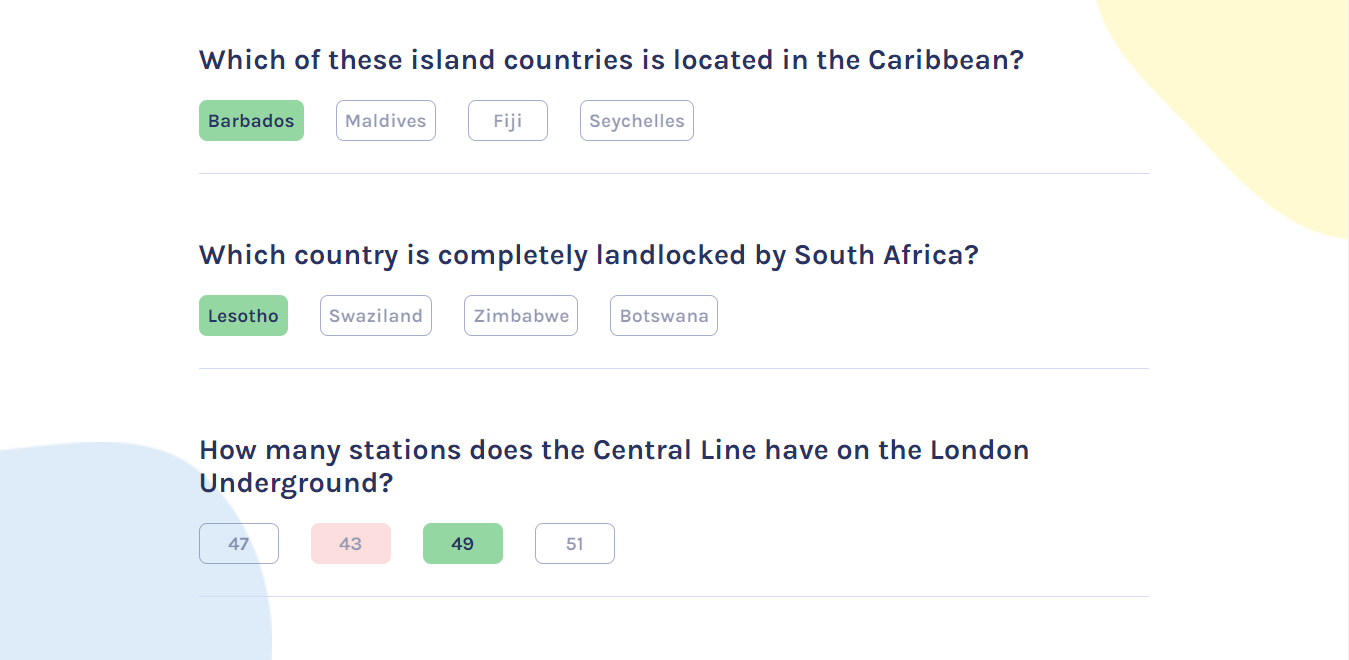 Which of these island countries is located in the Caribbean?
Barbados Maldives Fiji Seychelles
Which country is completely landlocked by South Africa?
Lesotho Swaziland Zimbabwe Botswana
How many stations does the Central Line have on the London
Underground?
47 43 49 51